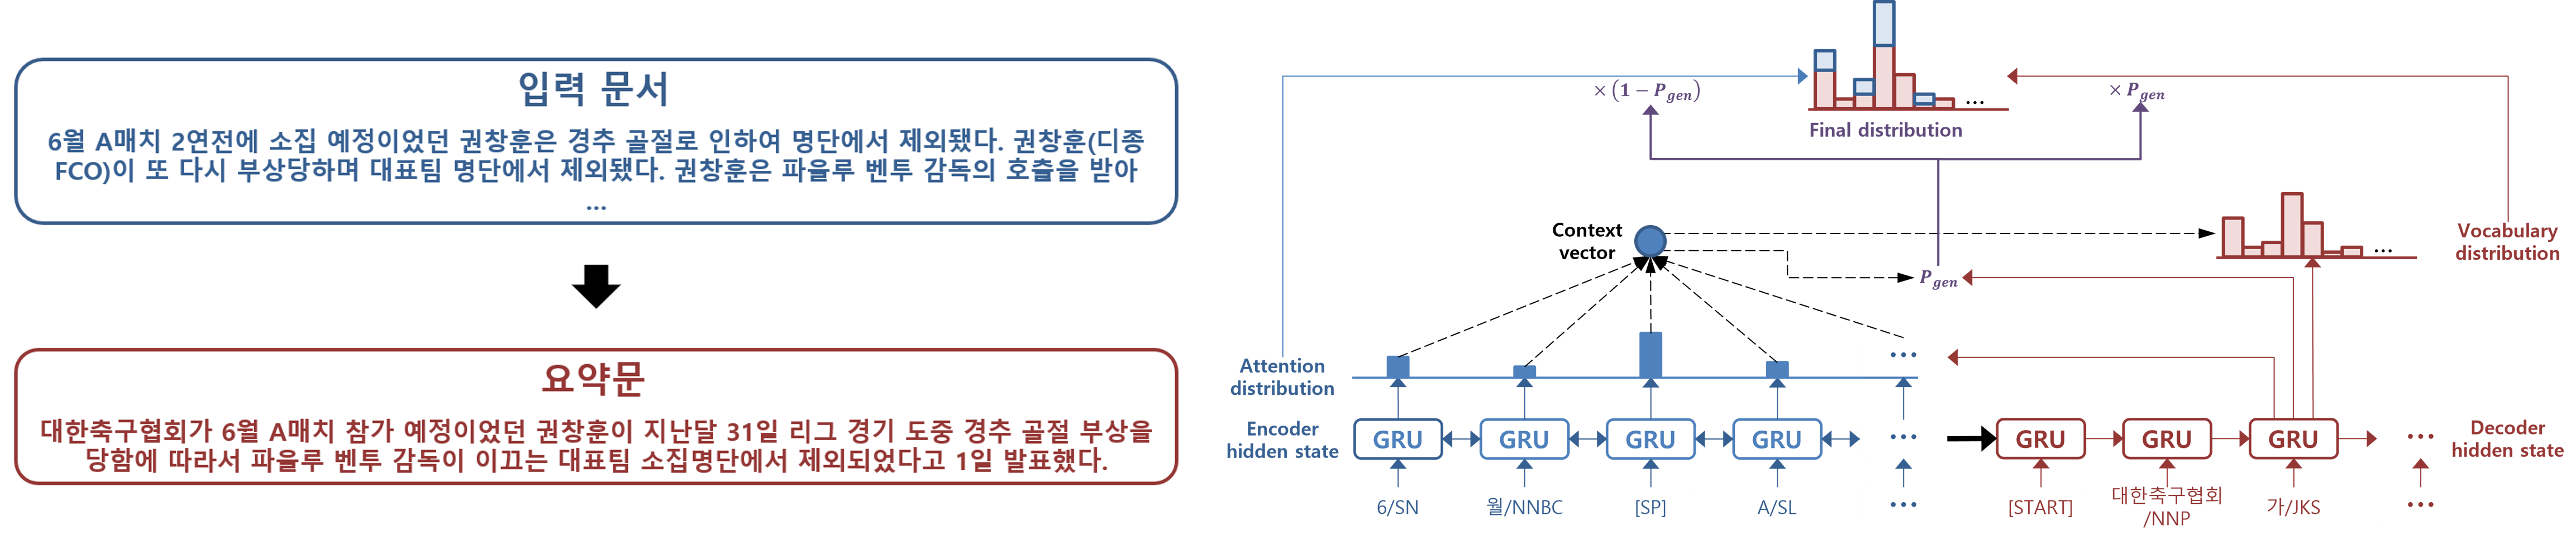 입력 문서
6월 A매치 2연전에 소집 예정이었던 권창훈은 경추 골절로 인하여 명단에서 제외됐다. 권창훈(디종
FCO)이 또 다시 부상당하며 대표팀 명단에서 제외됐다. 권창훈은 파울루 벤투 감독의 호출을 받아
...
요약문
대한축구협회가 6월 A매치 참가 예정이었던 권창훈이 지난달 31일 리그 경기 도중 경추 골절 부상을
당함에 따라서 파울루 벤투 감독이 이끄는 대표팀 소집명단에서 제외되었다고 1일 발표했다.
× (1 − P_gen)
...
× P_gen
Final distribution
Context
vector
...
Vocabulary
distribution
P_gen
Attention
distribution
...
Encoder
hidden state
GRU GRU GRU GRU ... GRU GRU GRU ...
Decoder
hidden state
6/SN 월/NNBC [SP] A/SL ... [START] 대한축구협회
/NNP 가/JKS ...